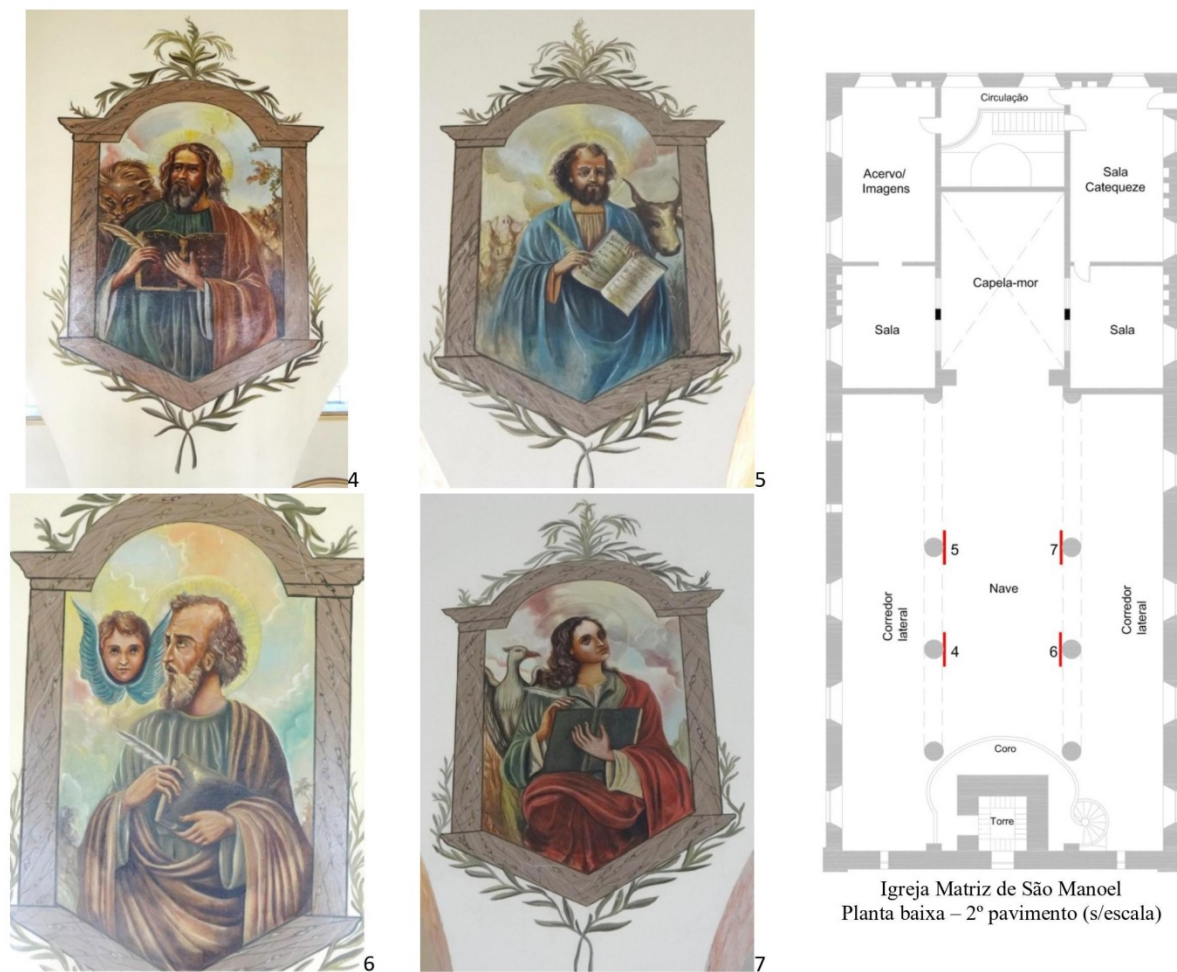 4
5
6
7
Circulação
Acervo/
Imagens
Sala
Catequeze
Capela-mor
Sala
Sala
5
7
Nave
Corredor
lateral
Corredor
lateral
4
6
Coro
Torre
Igreja Matriz de São Manoel
Planta baixa – 2º pavimento (s/escala)